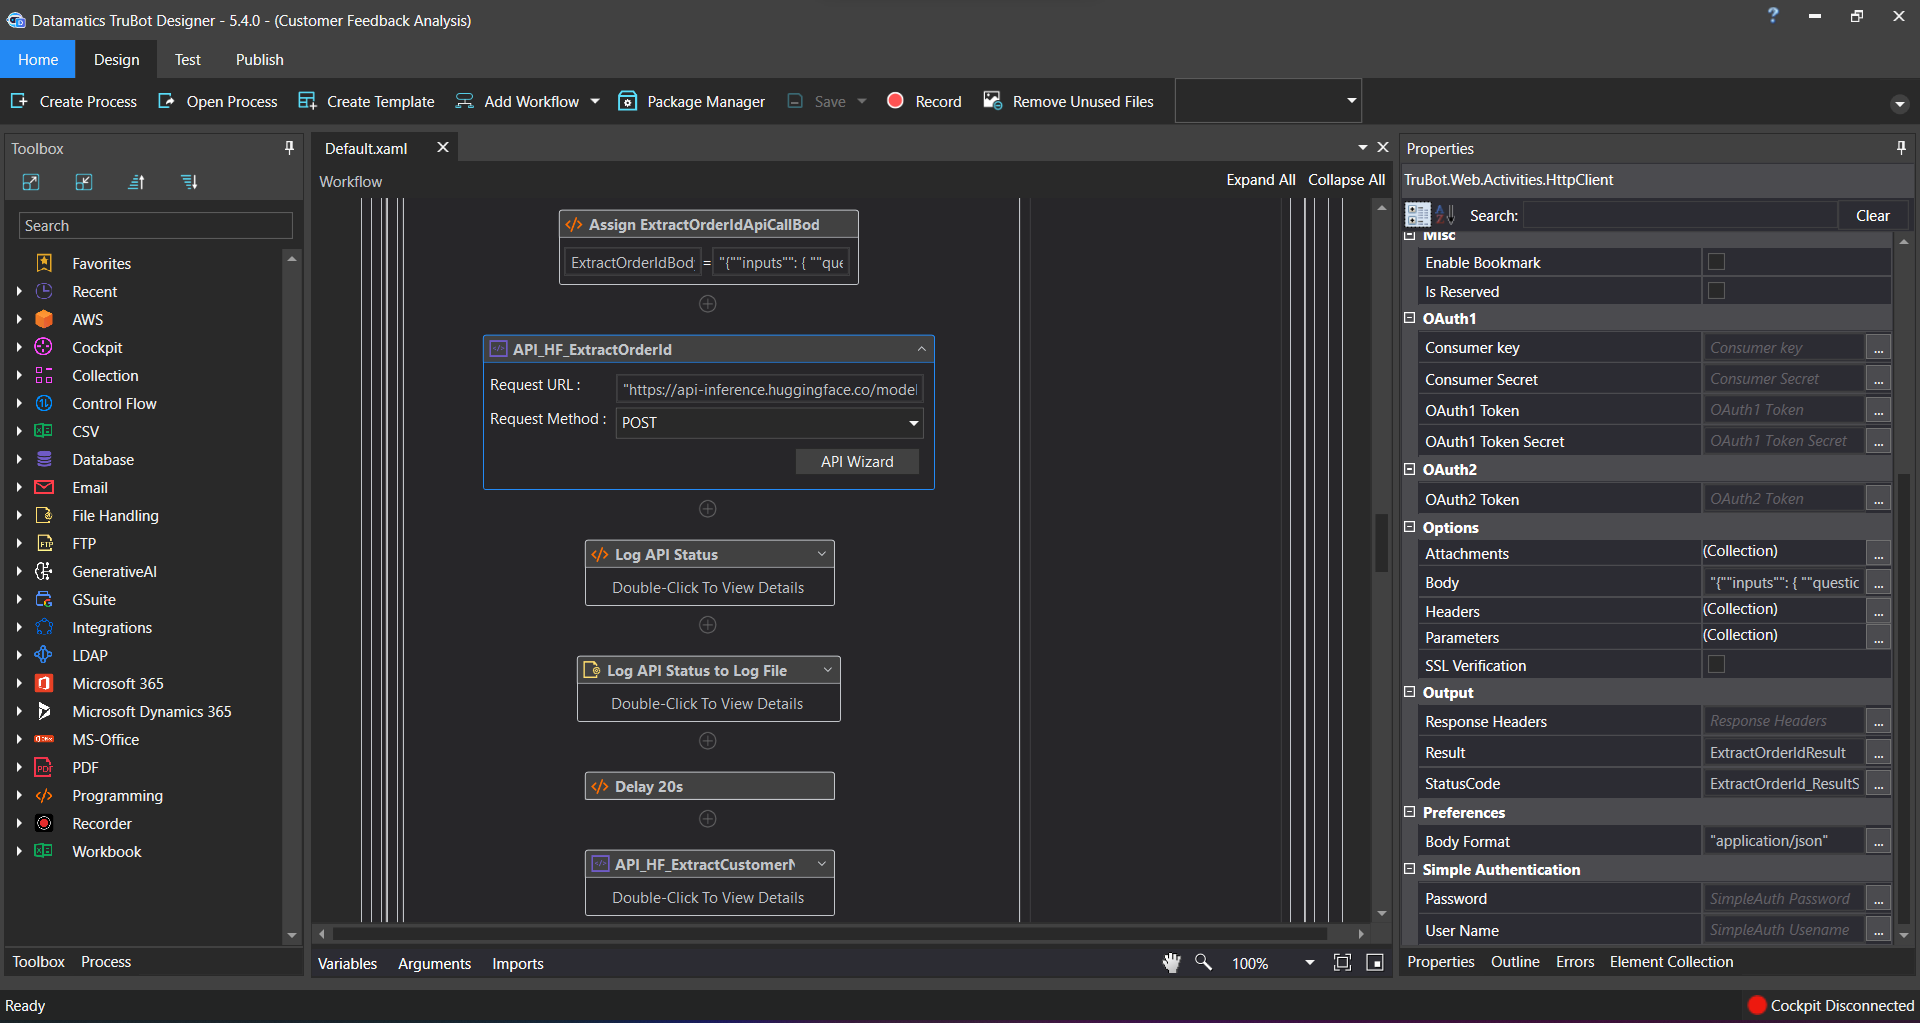 Datamatics TruBot Designer - 5.4.0 - (Customer Feedback Analysis)
?
Home Design Test Publish
Create Process Open Process Create Template Add Workflow Package Manager Save Record Remove Unused Files
Toolbox
Search
Favorites
Recent
AWS
Cockpit
Collection
Control Flow
CSV
Database
Email
File Handling
FTP
GenerativeAI
GSuite
Integrations
LDAP
Microsoft 365
Microsoft Dynamics 365
MS-Office
PDF
Programming
Recorder
Workbook
Toolbox Process
Default.xaml
Workflow Expand All Collapse All
Assign ExtractOrderIdApiCallBod
ExtractOrderIdBod = "{""inputs"": { ""que
API_HF_ExtractOrderId
Request URL : "https://api-inference.huggingface.co/model
Request Method : POST
API Wizard
Log API Status
Double-Click To View Details
Log API Status to Log File
Double-Click To View Details
Delay 20s
API_HF_ExtractCustomerN
Double-Click To View Details
Variables Arguments Imports 100%
Properties
TruBot.Web.Activities.HttpClient
Search: Clear
Misc
Enable Bookmark
Is Reserved
OAuth1
Consumer key Consumer key ...
Consumer Secret Consumer Secret ...
OAuth1 Token OAuth1 Token ...
OAuth1 Token Secret OAuth1 Token Secret ...
OAuth2
OAuth2 Token OAuth2 Token ...
Options
Attachments (Collection) ...
Body "{""inputs"": { ""questic ...
Headers (Collection) ...
Parameters (Collection) ...
SSL Verification
Output
Response Headers Response Headers ...
Result ExtractOrderIdResult ...
StatusCode ExtractOrderId_ResultS ...
Preferences
Body Format "application/json" ...
Simple Authentication
Password SimpleAuth Password ...
User Name SimpleAuth Usename ...
Properties Outline Errors Element Collection
Ready Cockpit Disconnected